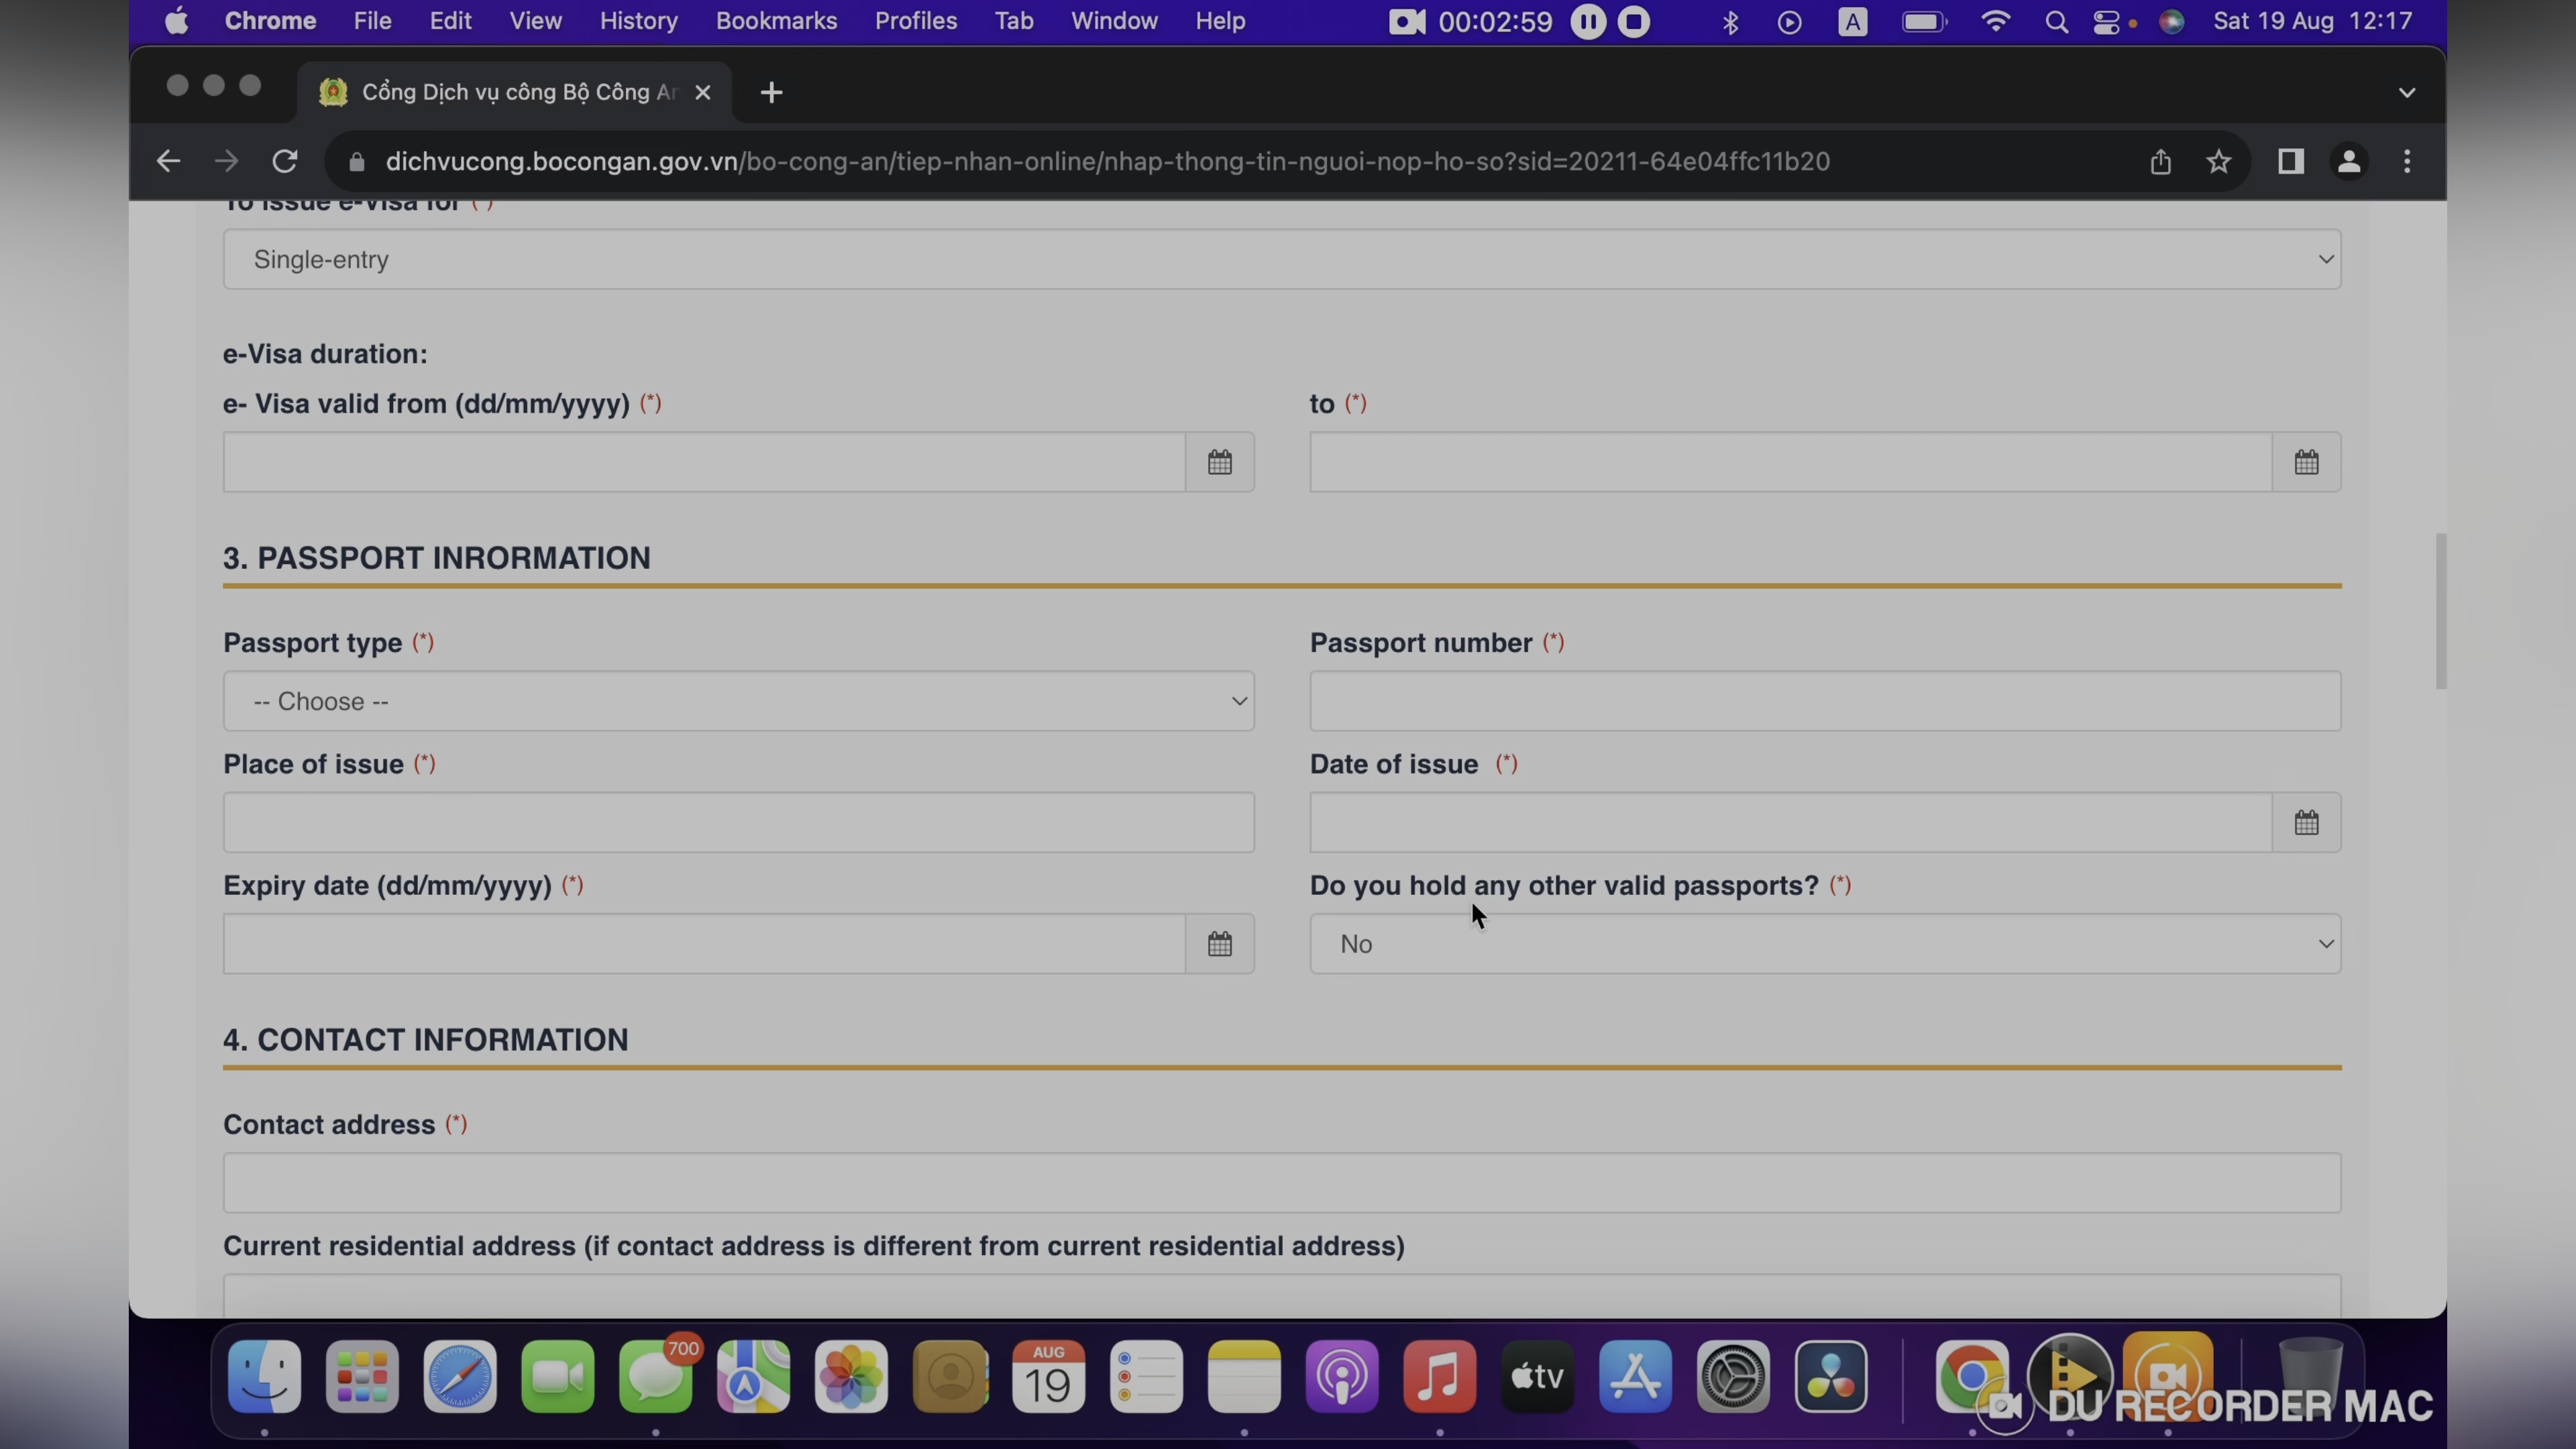 Chrome File Edit View History Bookmarks Profiles Tab Window Help 00:02:59 A Sat 19 Aug 12:17
Cổng Dịch vụ công Bộ Công An
dichvucong.bocongan.gov.vn/bo-cong-an/tiep-nhan-online/nhap-thong-tin-nguoi-nop-ho-so?sid=20211-64e04ffc11b20
To issue e-Visa for (*)
Single-entry
e-Visa duration:
e- Visa valid from (dd/mm/yyyy) (*) to (*)
3. PASSPORT INRORMATION
Passport type (*) Passport number (*)
-- Choose --
Place of issue (*) Date of issue (*)
Expiry date (dd/mm/yyyy) (*) Do you hold any other valid passports? (*)
No
4. CONTACT INFORMATION
Contact address (*)
Current residential address (if contact address is different from current residential address)
700
AUG
19
tv
DU RECORDER MAC